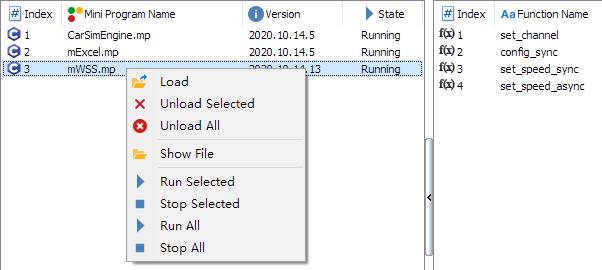 # Index Mini Program Name Version State
1 CarSimEngine.mp 2020.10.14.5 Running
2 mExcel.mp 2020.10.14.5 Running
3 mWSS.mp 2020.10.14.13 Running
Load
Unload Selected
Unload All
Show File
Run Selected
Stop Selected
Run All
Stop All
# Index Aa Function Name
f(x) 1 set_channel
f(x) 2 config_sync
f(x) 3 set_speed_sync
f(x) 4 set_speed_async